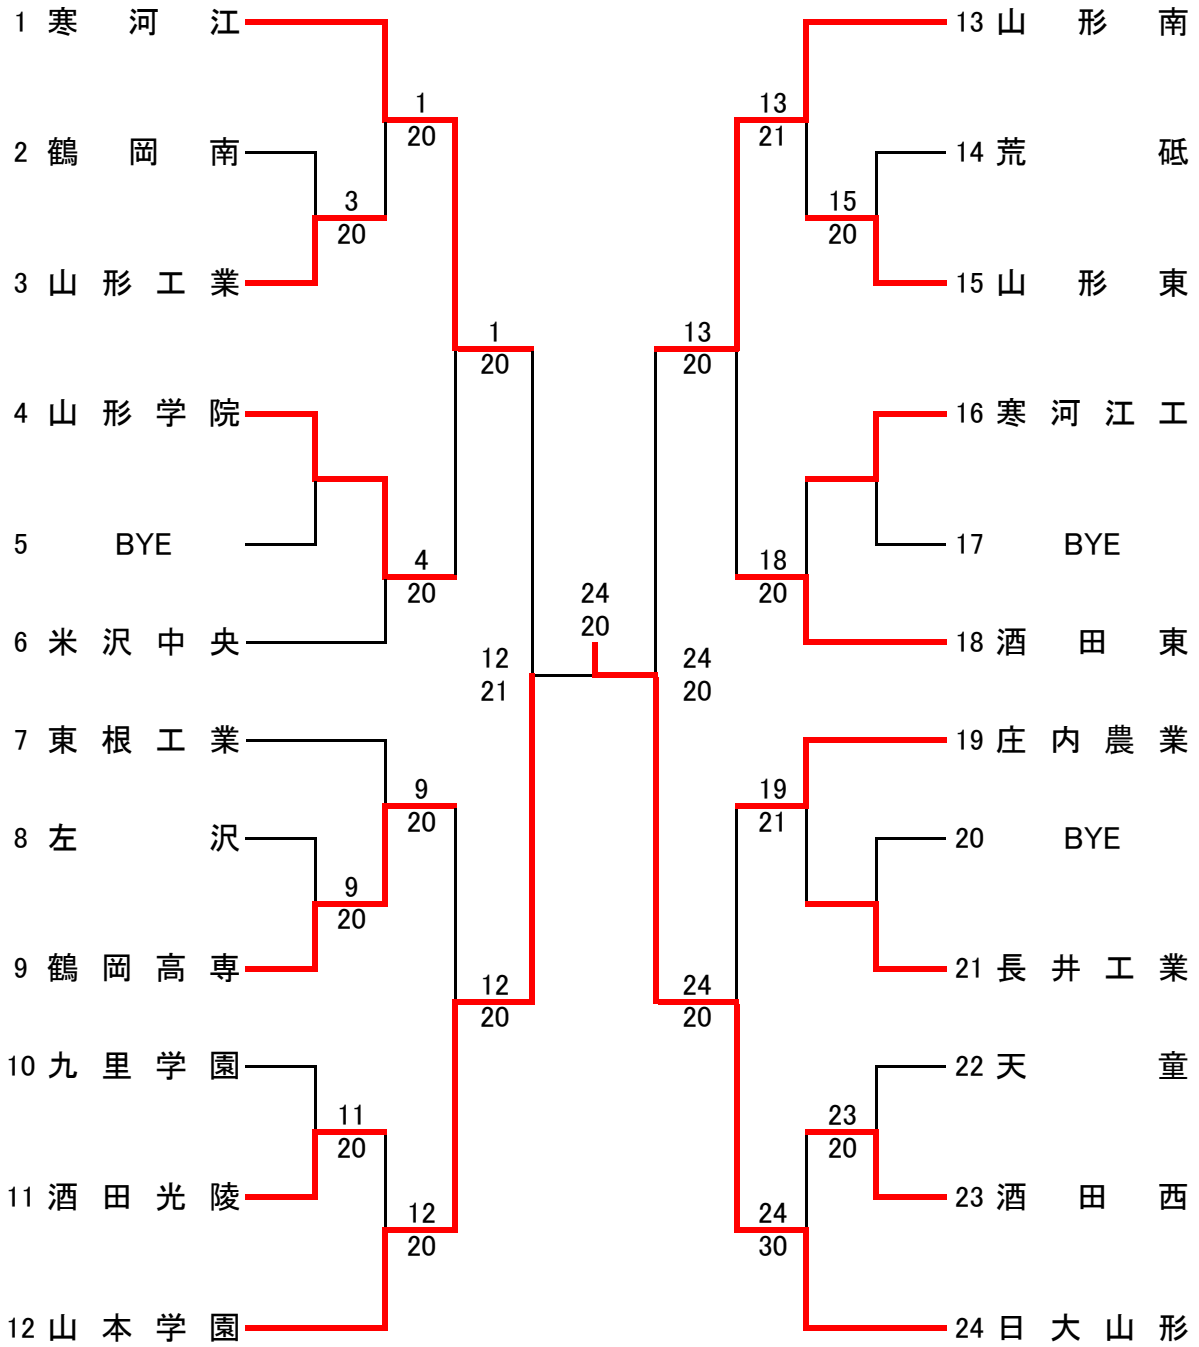 1 寒河江
13 山形南
1
20
13
21
2 鶴岡南
14 荒砥
3
20
15
20
3 山形工業
15 山形東
1
20
13
20
4 山形学院
16 寒河江工
5 BYE
17 BYE
4
20
18
20
24
20
6 米沢中央
18 酒田東
12
21
24
20
7 東根工業
19 庄内農業
9
20
19
21
8 左沢
20 BYE
9
20
9 鶴岡高専
21 長井工業
12
20
24
20
10 九里学園
22 天童
11
20
23
20
11 酒田光陵
23 酒田西
12
20
24
30
12 山本学園
24 日大山形